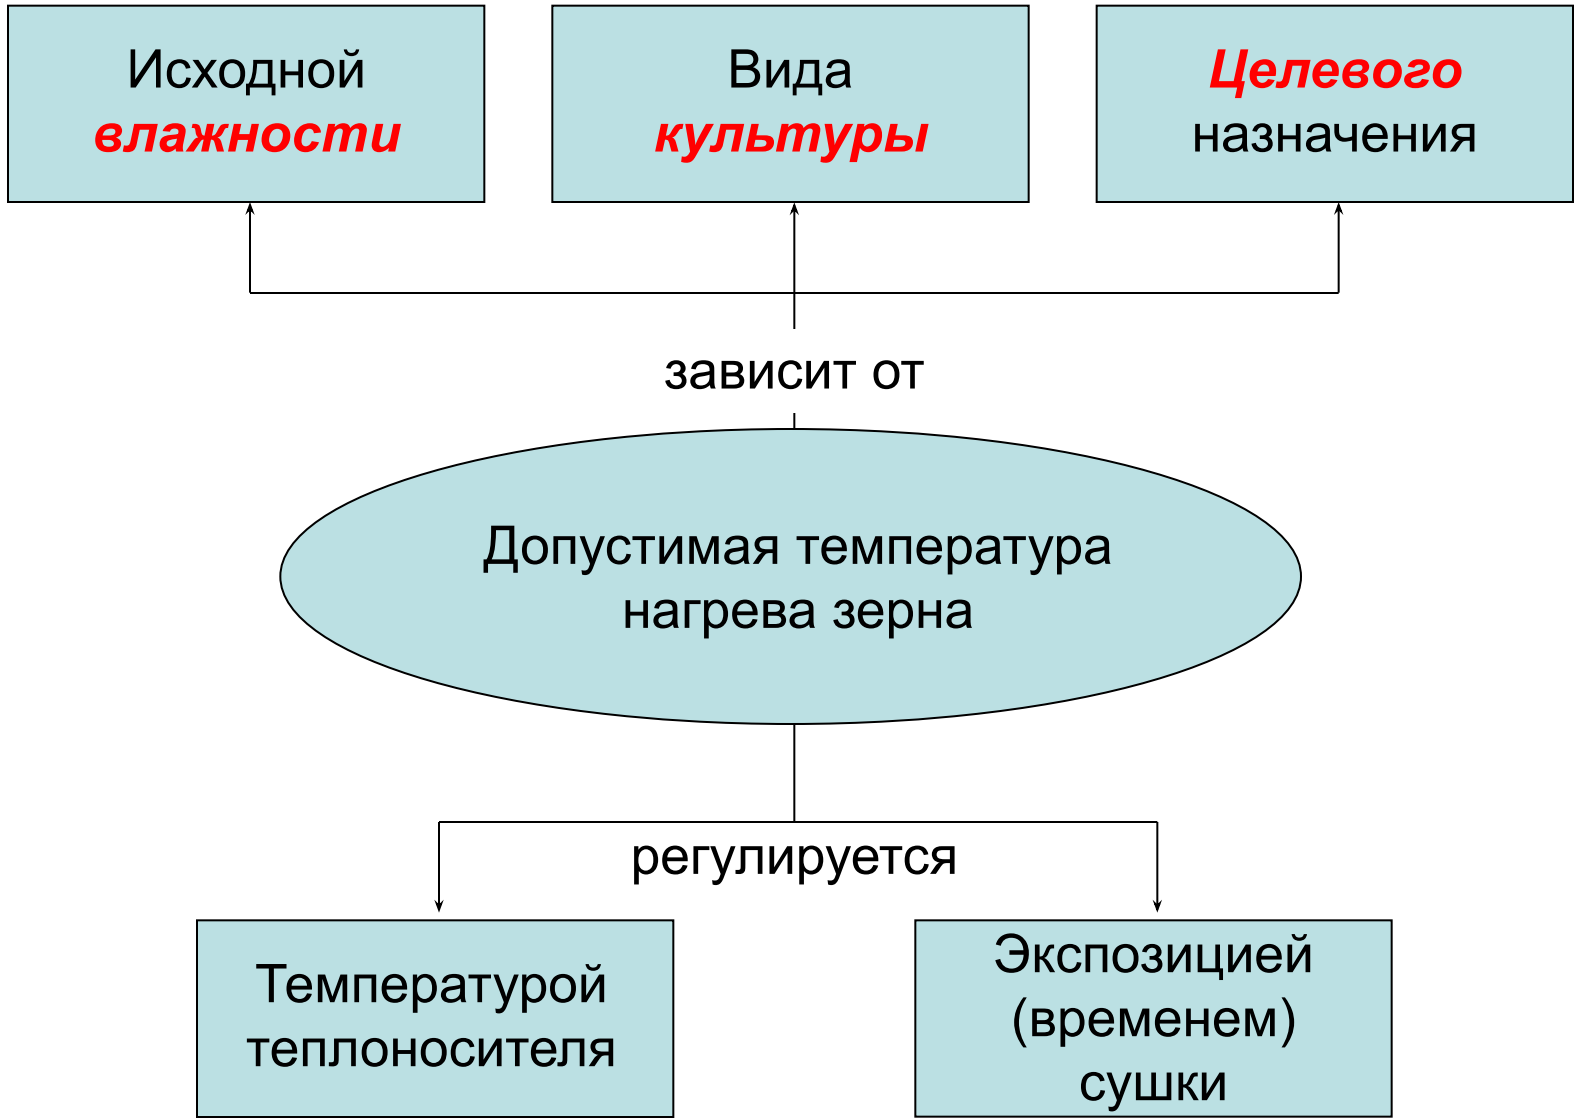 Исходной
влажности
Вида
культуры
Целевого
назначения
зависит от
Допустимая температура
нагрева зерна
регулируется
Температурой
теплоносителя
Экспозицией
(временем)
сушки